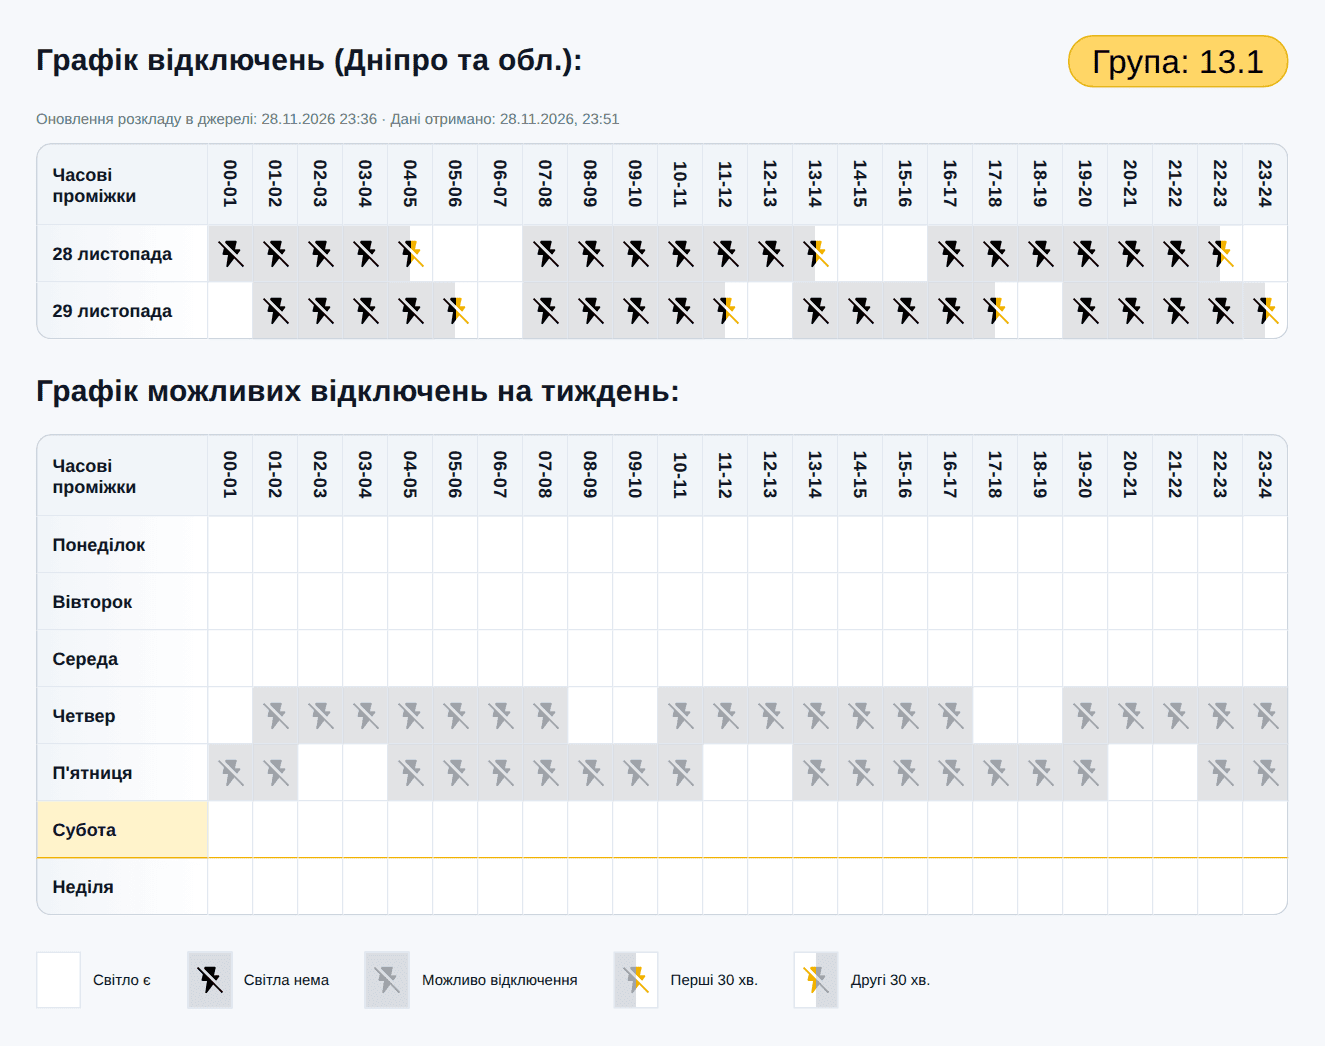 Графік відключень (Дніпро та обл.):
Група: 13.1
Оновлення розкладу в джерелі: 28.11.2026 23:36 · Дані отримано: 28.11.2026, 23:51
Часові
проміжки
00-01 01-02 02-03 03-04 04-05 05-06 06-07 07-08 08-09 09-10 10-11 11-12 12-13 13-14 14-15 15-16 16-17 17-18 18-19 19-20 20-21 21-22 22-23 23-24
28 листопада
29 листопада
Графік можливих відключень на тиждень:
Часові
проміжки
00-01 01-02 02-03 03-04 04-05 05-06 06-07 07-08 08-09 09-10 10-11 11-12 12-13 13-14 14-15 15-16 16-17 17-18 18-19 19-20 20-21 21-22 22-23 23-24
Понеділок
Вівторок
Середа
Четвер
П'ятниця
Субота
Неділя
Світло є Світла нема Можливо відключення Перші 30 хв. Другі 30 хв.